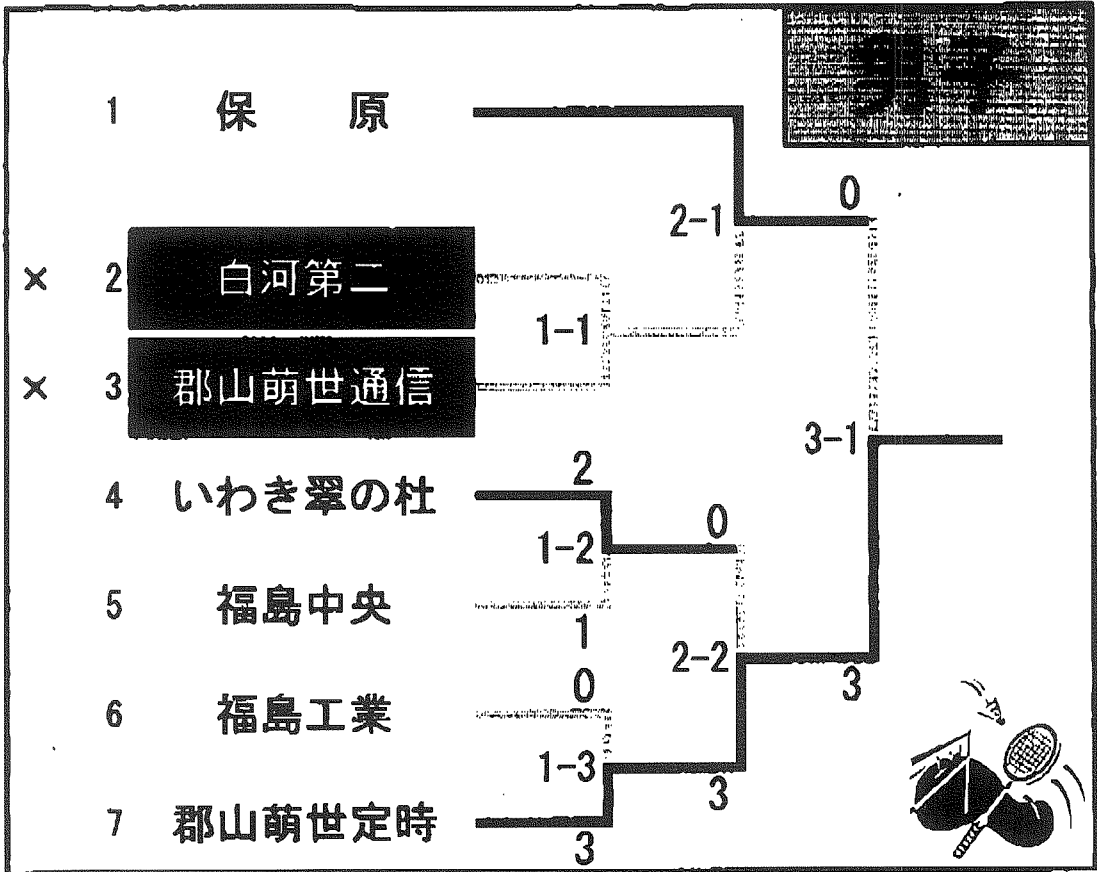 男子
1 保 原
0
2-1
× 2 白河第二
1-1
× 3 郡山萌世通信
3-1
2
4 いわき翠の杜
0
1-2
5 福島中央
1
2-2
0
3
6 福島工業
1-3
3
7 郡山萌世定時
3